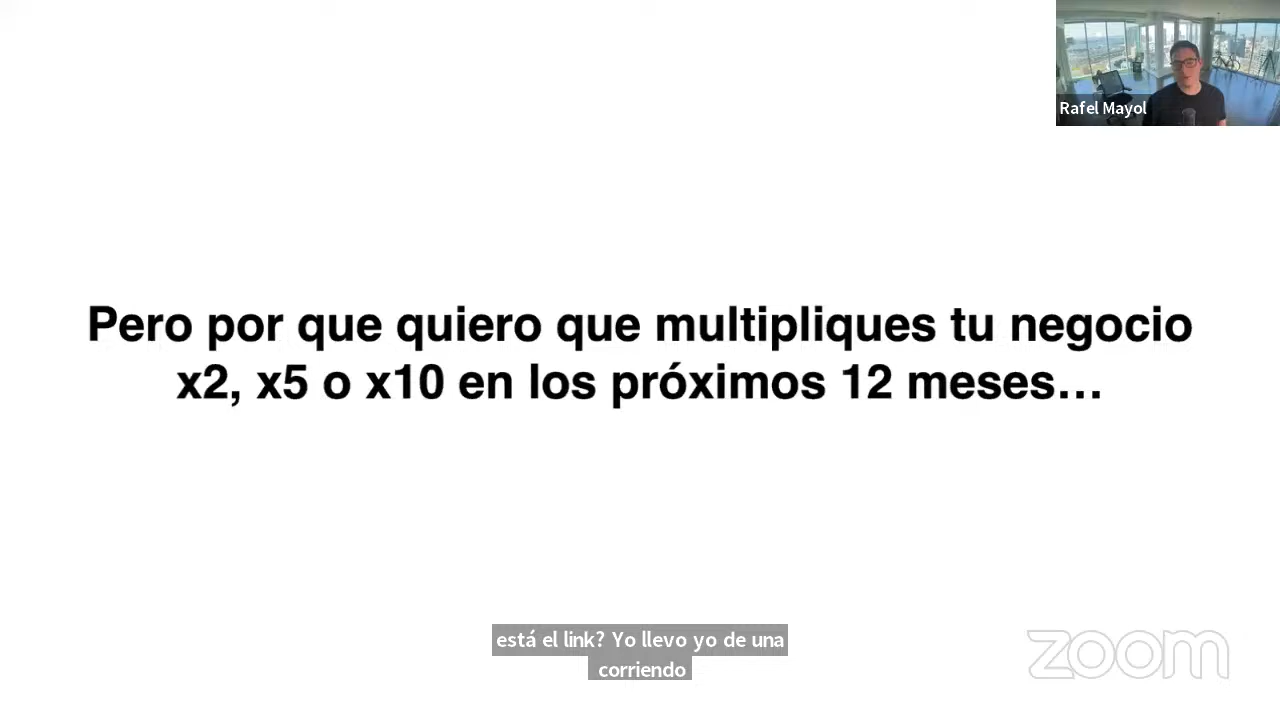 Rafel Mayol
Pero por que quiero que multipliques tu negocio
x2, x5 o x10 en los próximos 12 meses…
está el link? Yo llevo yo de una
corriendo
zoom